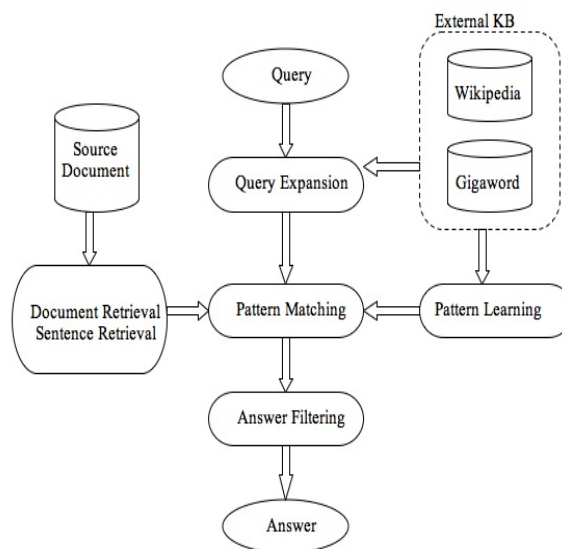 External KB
Query
Wikipedia
Source
Document
Query Expansion
Gigaword
Document Retrieval
Sentence Retrieval
Pattern Matching
Pattern Learning
Answer Filtering
Answer